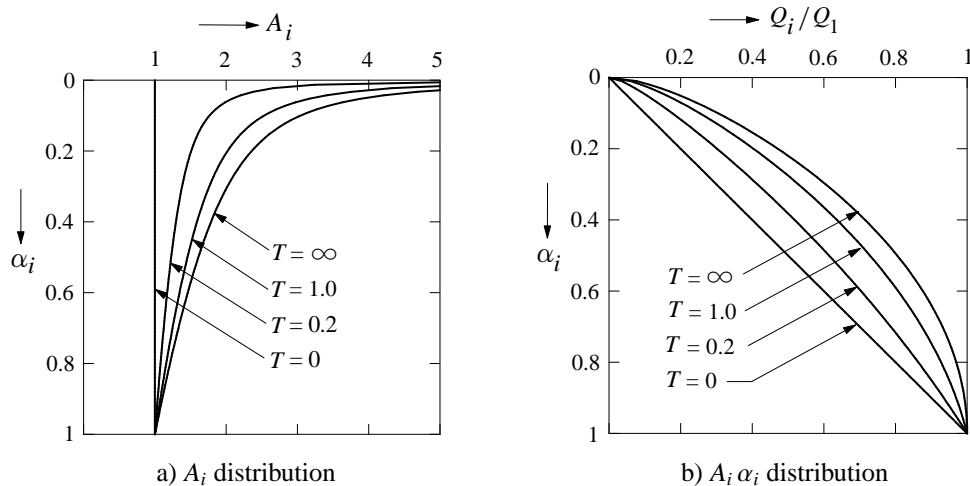 A_i
1 2 3 4 5
0
0.2
0.4
0.6
0.8
1
α_i
T = ∞
T = 1.0
T = 0.2
T = 0
a) A_i distribution
Q_i/Q_1
0.2 0.4 0.6 0.8 1
0
0.2
0.4
0.6
0.8
1
α_i
T = ∞
T = 1.0
T = 0.2
T = 0
b) A_i α_i distribution